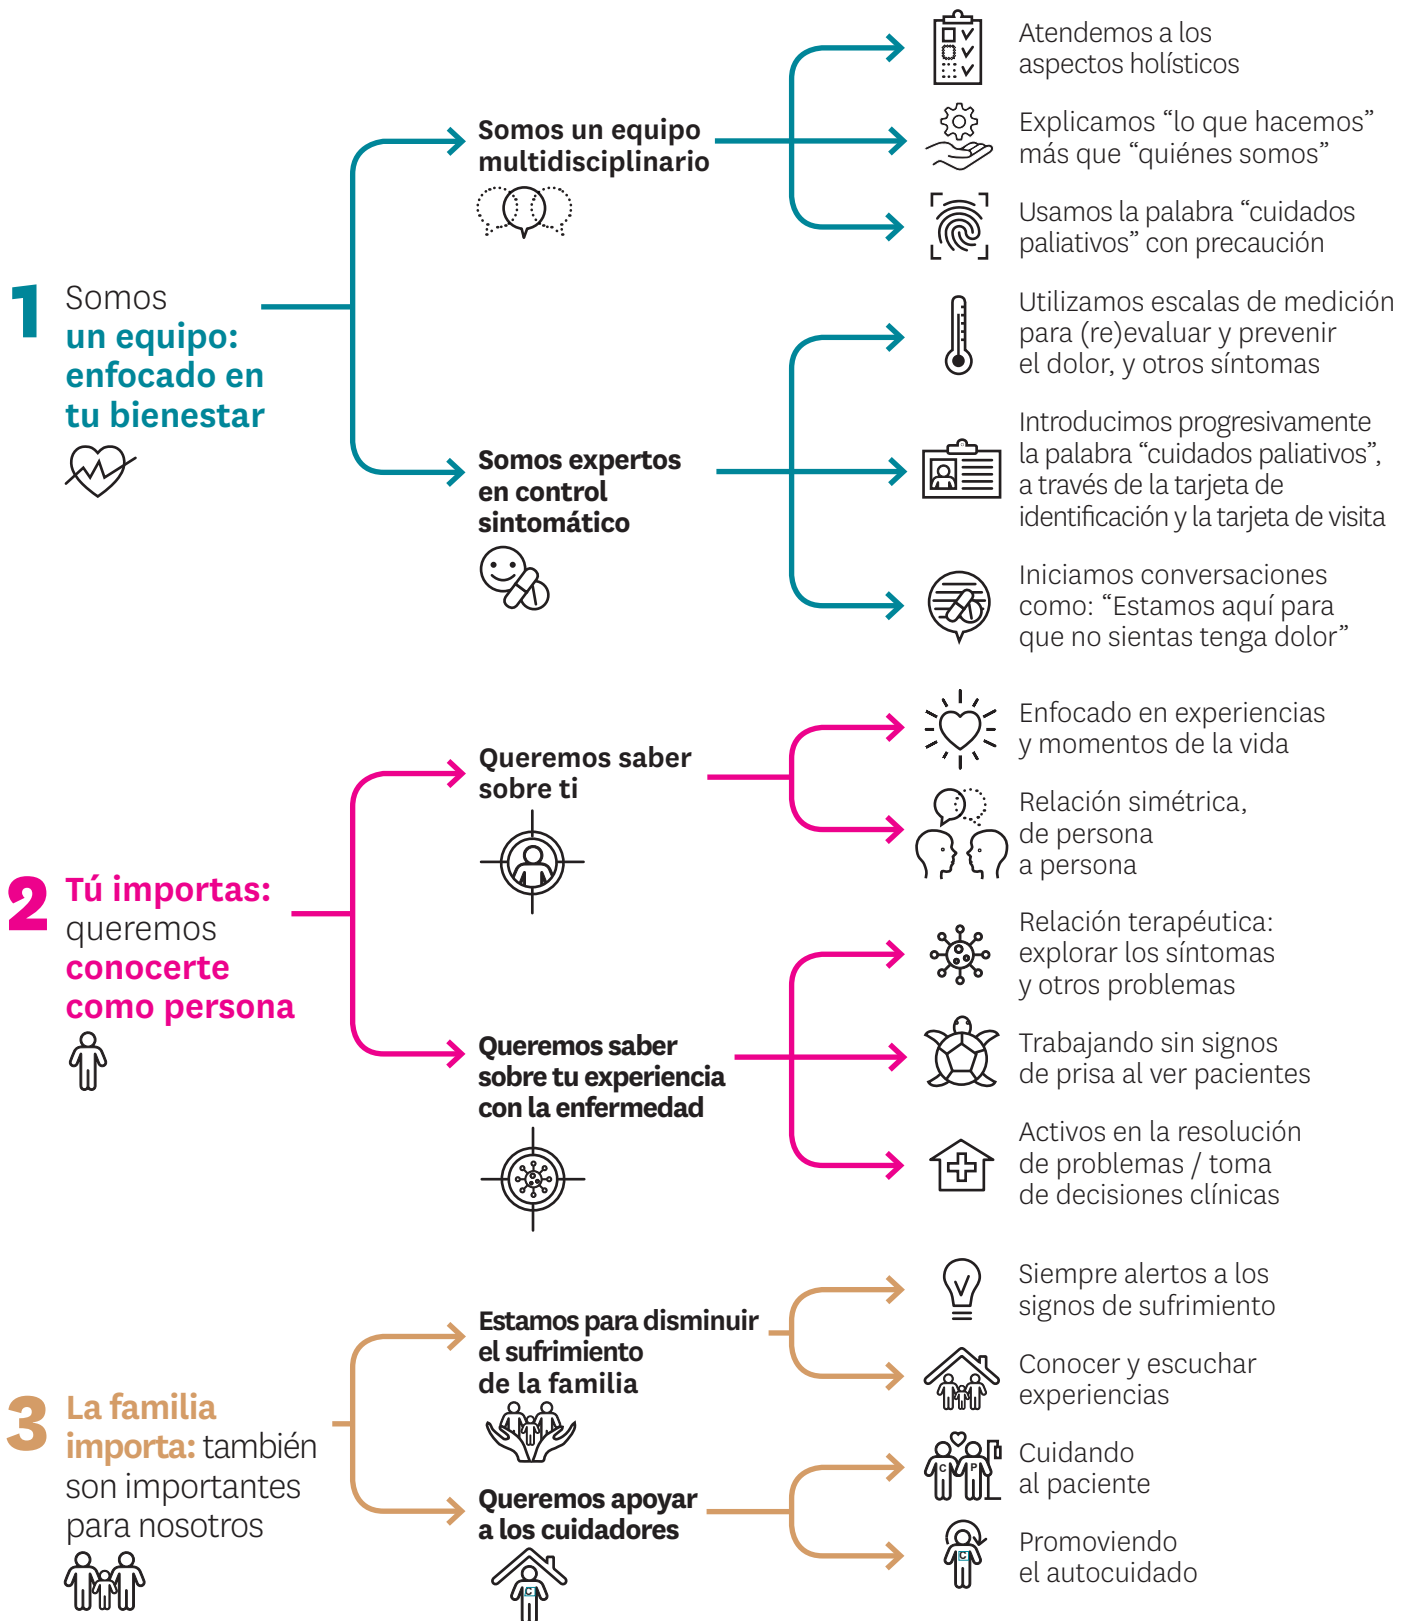 1
Somos
un equipo:
enfocado en
tu bienestar
Somos un equipo
multidisciplinario
Atendemos a los
aspectos holísticos
Explicamos “lo que hacemos”
más que “quiénes somos”
Usamos la palabra “cuidados
paliativos” con precaución
Somos expertos
en control
sintomático
Utilizamos escalas de medición
para (re)evaluar y prevenir
el dolor, y otros síntomas
Introducimos progresivamente
la palabra “cuidados paliativos”,
a través de la tarjeta de
identificación y la tarjeta de visita
Iniciamos conversaciones
como: “Estamos aquí para
que no sientas tenga dolor”
2
Tú importas:
queremos
conocerte
como persona
Queremos saber
sobre ti
Enfocado en experiencias
y momentos de la vida
Relación simétrica,
de persona
a persona
Queremos saber
sobre tu experiencia
con la enfermedad
Relación terapéutica:
explorar los síntomas
y otros problemas
Trabajando sin signos
de prisa al ver pacientes
Activos en la resolución
de problemas / toma
de decisiones clínicas
3
La familia
importa: también
son importantes
para nosotros
Estamos para disminuir
el sufrimiento
de la familia
Siempre alertos a los
signos de sufrimiento
Conocer y escuchar
experiencias
Queremos apoyar
a los cuidadores
C
C P
Cuidando
al paciente
C
Promoviendo
el autocuidado